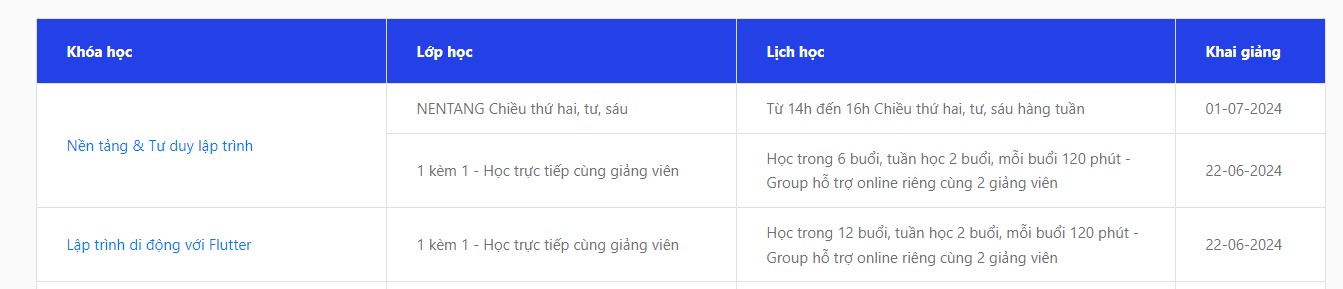 Khóa học Lớp học Lịch học Khai giảng
NENTANG Chiều thứ hai, tư, sáu Từ 14h đến 16h Chiều thứ hai, tư, sáu hàng tuần 01-07-2024
Nền tảng & Tư duy lập trình
1 kèm 1 - Học trực tiếp cùng giảng viên Học trong 6 buổi, tuần học 2 buổi, mỗi buổi 120 phút -
Group hỗ trợ online riêng cùng 2 giảng viên 22-06-2024
Lập trình di động với Flutter 1 kèm 1 - Học trực tiếp cùng giảng viên Học trong 12 buổi, tuần học 2 buổi, mỗi buổi 120 phút -
Group hỗ trợ online riêng cùng 2 giảng viên 22-06-2024